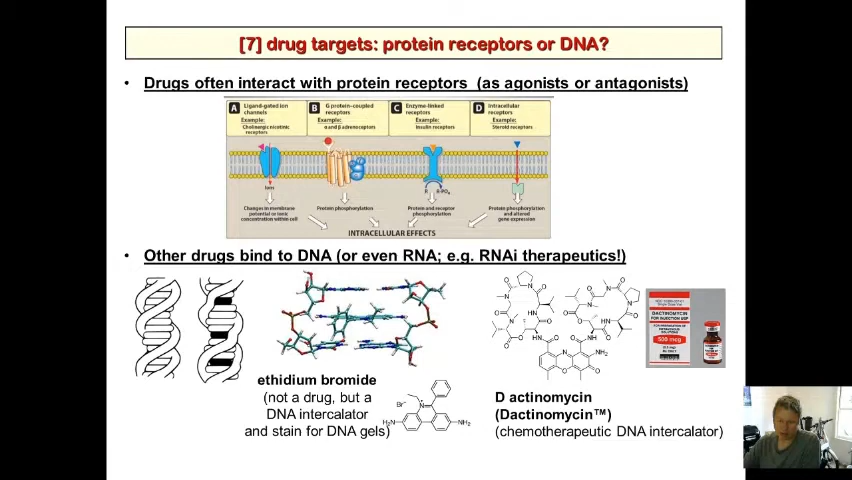 [7] drug targets: protein receptors or DNA?
• Drugs often interact with protein receptors (as agonists or antagonists)
A Ligand-gated ion channels
Example:
Cholinergic nicotinic receptors
B G protein-coupled receptors
Example:
α and β adrenoceptors
C Enzyme-linked receptors
Example:
Insulin receptors
D Intracellular receptors
Example:
Steroid receptors
Ions
R R-PO4
Changes in membrane potential or ionic concentration within cell
Protein phosphorylation
Protein and receptor phosphorylation
Protein phosphorylation and altered gene expression
INTRACELLULAR EFFECTS
• Other drugs bind to DNA (or even RNA; e.g. RNAi therapeutics!)
DACTINOMYCIN
FOR INJECTION USP
500 mcg
ethidium bromide
(not a drug, but a
DNA intercalator
and stain for DNA gels)
Br⁻
N⁺
H2N
NH2
D actinomycin
(Dactinomycin™)
(chemotherapeutic DNA intercalator)